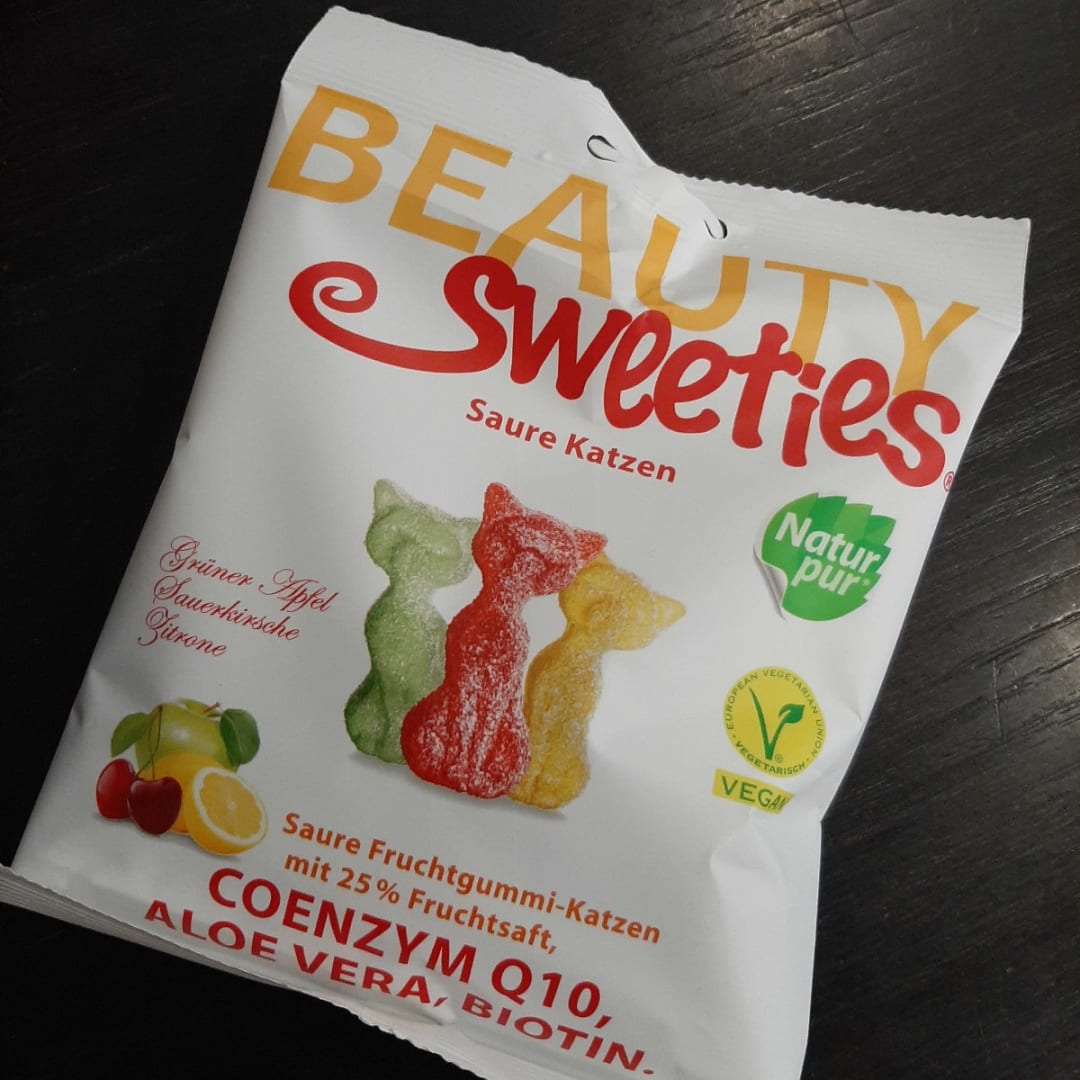 BEAUTY
Sweeties®
Saure Katzen
Natur
pur®
Grüner Apfel
Sauerkirsche
Zitrone
EUROPEAN VEGETARIAN UNION
VEGETARISCH
®
VEGAN
Saure Fruchtgummi-Katzen
mit 25% Fruchtsaft,
COENZYM Q10,
ALOE VERA, BIOTIN.